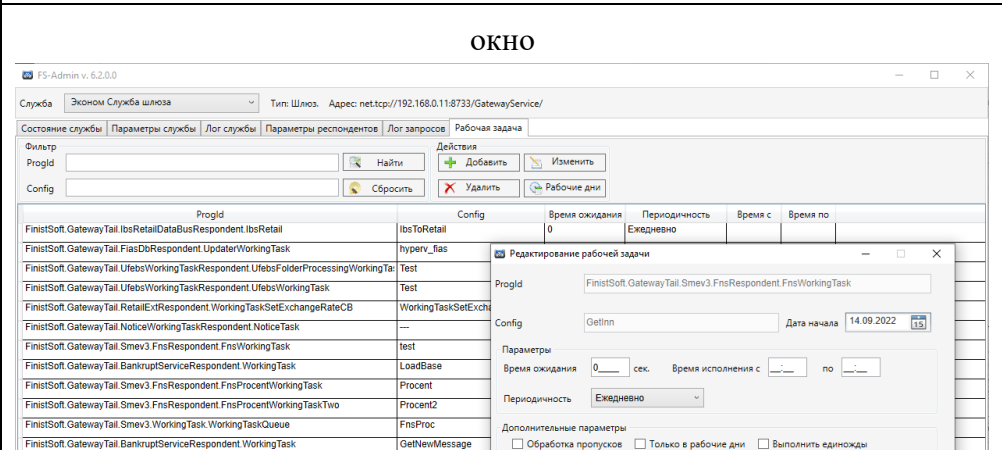 окно
FS-Admin v. 6.2.0.0
Служба Эконом Служба шлюза Тип: Шлюз. Адрес: net.tcp://192.168.0.11:8733/GatewayService/
Состояние службы Параметры службы Лог службы Параметры респондентов Лог запросов Рабочая задача
Фильтр Действия
ProgId Найти Добавить Изменить
Config Сбросить Удалить Рабочие дни
ProgId Config Время ожидания Периодичность Время с Время по
FinistSoft.GatewayTail.IbsRetailDataBusRespondent.IbsRetail IbsToRetail 0 Ежедневно
FinistSoft.GatewayTail.FiasDbRespondent.UpdaterWorkingTask hyperv_fias
FinistSoft.GatewayTail.UfebsWorkingTaskRespondent.UfebsFolderProcessingWorkingTa: Test
FinistSoft.GatewayTail.UfebsWorkingTaskRespondent.UfebsWorkingTask Test
FinistSoft.GatewayTail.RetailExtRespondent.WorkingTaskSetExchangeRateCB WorkingTaskSetExcha
FinistSoft.GatewayTail.NoticeWorkingTaskRespondent.NoticeTask ---
FinistSoft.GatewayTail.Smev3.FnsRespondent.FnsWorkingTask test
FinistSoft.GatewayTail.BankruptServiceRespondent.WorkingTask LoadBase
FinistSoft.GatewayTail.Smev3.FnsRespondent.FnsProcentWorkingTask Procent
FinistSoft.GatewayTail.Smev3.FnsRespondent.FnsProcentWorkingTaskTwo Procent2
FinistSoft.GatewayTail.Smev3.WorkingTask.WorkingTaskQueue FnsProc
FinistSoft.GatewayTail.BankruptServiceRespondent.WorkingTask GetNewMessage
Редактирование рабочей задачи
ProgId FinistSoft.GatewayTail.Smev3.FnsRespondent.FnsWorkingTask
Config GetInn Дата начала 14.09.2022 15
Параметры
Время ожидания 0____ сек. Время исполнения с __:__ по __:__
Периодичность Ежедневно
Дополнительные параметры
Обработка пропусков Только в рабочие дни Выполнить единожды